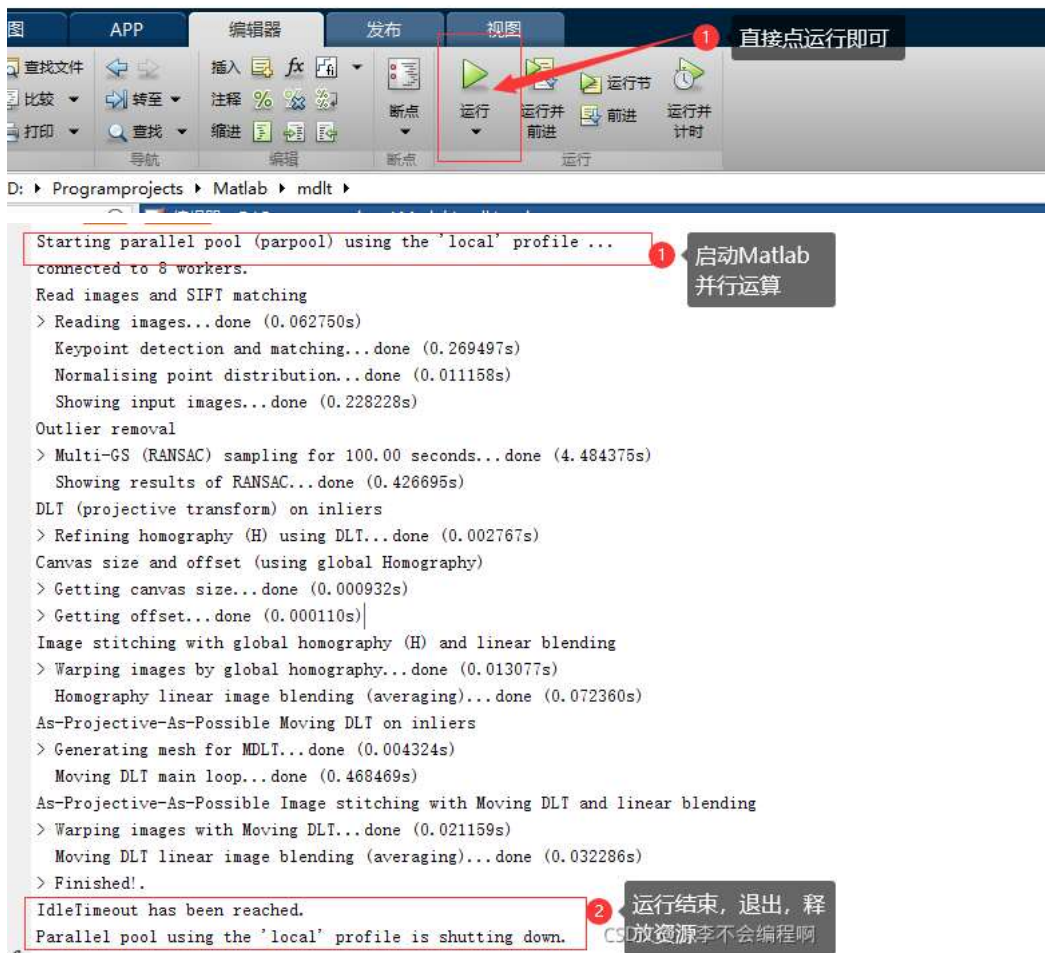 图 APP 编辑器 发布 视图
1 直接点运行即可
查找文件 插入 fx
比较 转至 注释 断点 运行 运行并前进 运行节 前进 运行并计时
打印 查找 缩进
导航 编辑 断点 运行
D: Programprojects Matlab mdlt
Starting parallel pool (parpool) using the 'local' profile ...
1 启动Matlab
并行运算
connected to 8 workers.
Read images and SIFT matching
> Reading images...done (0.062750s)
Keypoint detection and matching...done (0.269497s)
Normalising point distribution...done (0.011158s)
Showing input images...done (0.228228s)
Outlier removal
> Multi-GS (RANSAC) sampling for 100.00 seconds...done (4.484375s)
Showing results of RANSAC...done (0.426695s)
DLT (projective transform) on inliers
> Refining homography (H) using DLT...done (0.002767s)
Canvas size and offset (using global Homography)
> Getting canvas size...done (0.000932s)
> Getting offset...done (0.000110s)
Image stitching with global homography (H) and linear blending
> Warping images by global homography...done (0.013077s)
Homography linear image blending (averaging)...done (0.072360s)
As-Projective-As-Possible Moving DLT on inliers
> Generating mesh for MDLT...done (0.004324s)
Moving DLT main loop...done (0.468469s)
As-Projective-As-Possible Image stitching with Moving DLT and linear blending
> Warping images with Moving DLT...done (0.021159s)
Moving DLT linear image blending (averaging)...done (0.032286s)
> Finished!.
IdleTimeout has been reached.
Parallel pool using the 'local' profile is shutting down.
2 运行结束，退出，释
放资源
李不会编程啊